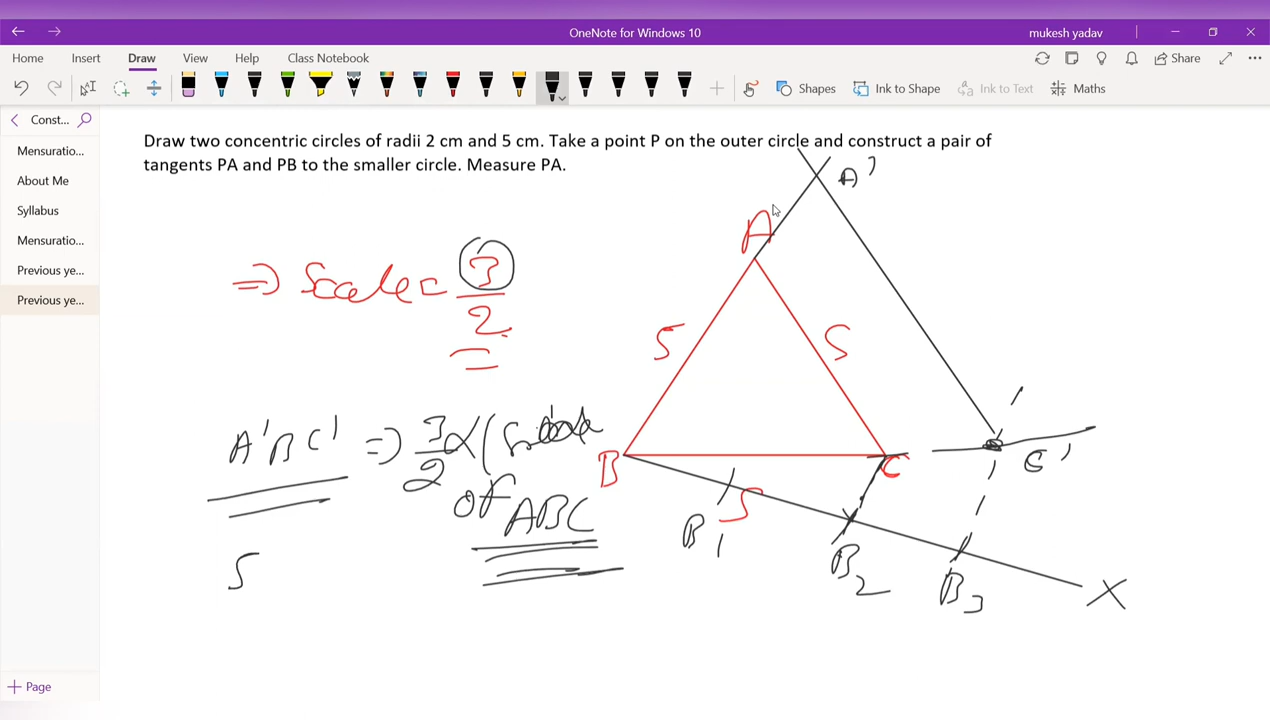 OneNote for Windows 10
mukesh yadav
Home Insert Draw View Help Class Notebook
Share
Shapes Ink to Shape Ink to Text Maths
Const...
Mensuratio...
About Me
Syllabus
Mensuratio...
Previous ye...
Previous ye...
Page
Draw two concentric circles of radii 2 cm and 5 cm. Take a point P on the outer circle and construct a pair of
tangents PA and PB to the smaller circle. Measure PA.
A'
A
⇒ Scale = 3/2
5 5
A'BC' ⇒ 3/2 x (
of ABC
B C C'
5
B1 B2 B3 X
5